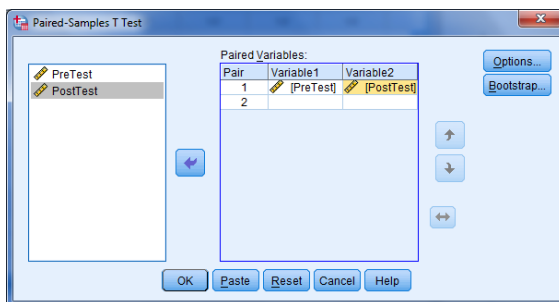 Paired-Samples T Test
x
PreTest
PostTest
Paired Variables:
Pair Variable1 Variable2
1 [PreTest] [PostTest]
2
Options...
Bootstrap...
OK Paste Reset Cancel Help